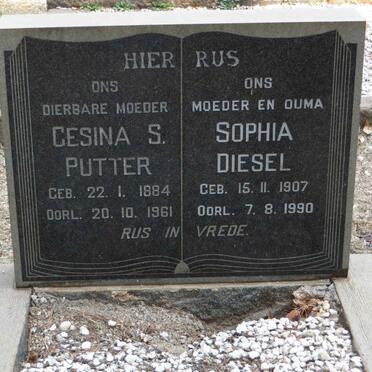 HIER RUS
ONS
DIERBARE MOEDER
GESINA S.
PUTTER
GEB. 22. 1. 1884
OORL. 20. 10. 1961
ONS
MOEDER EN OUMA
SOPHIA
DIESEL
GEB. 15. 11. 1907
OORL. 7. 8. 1990
RUS IN VREDE.